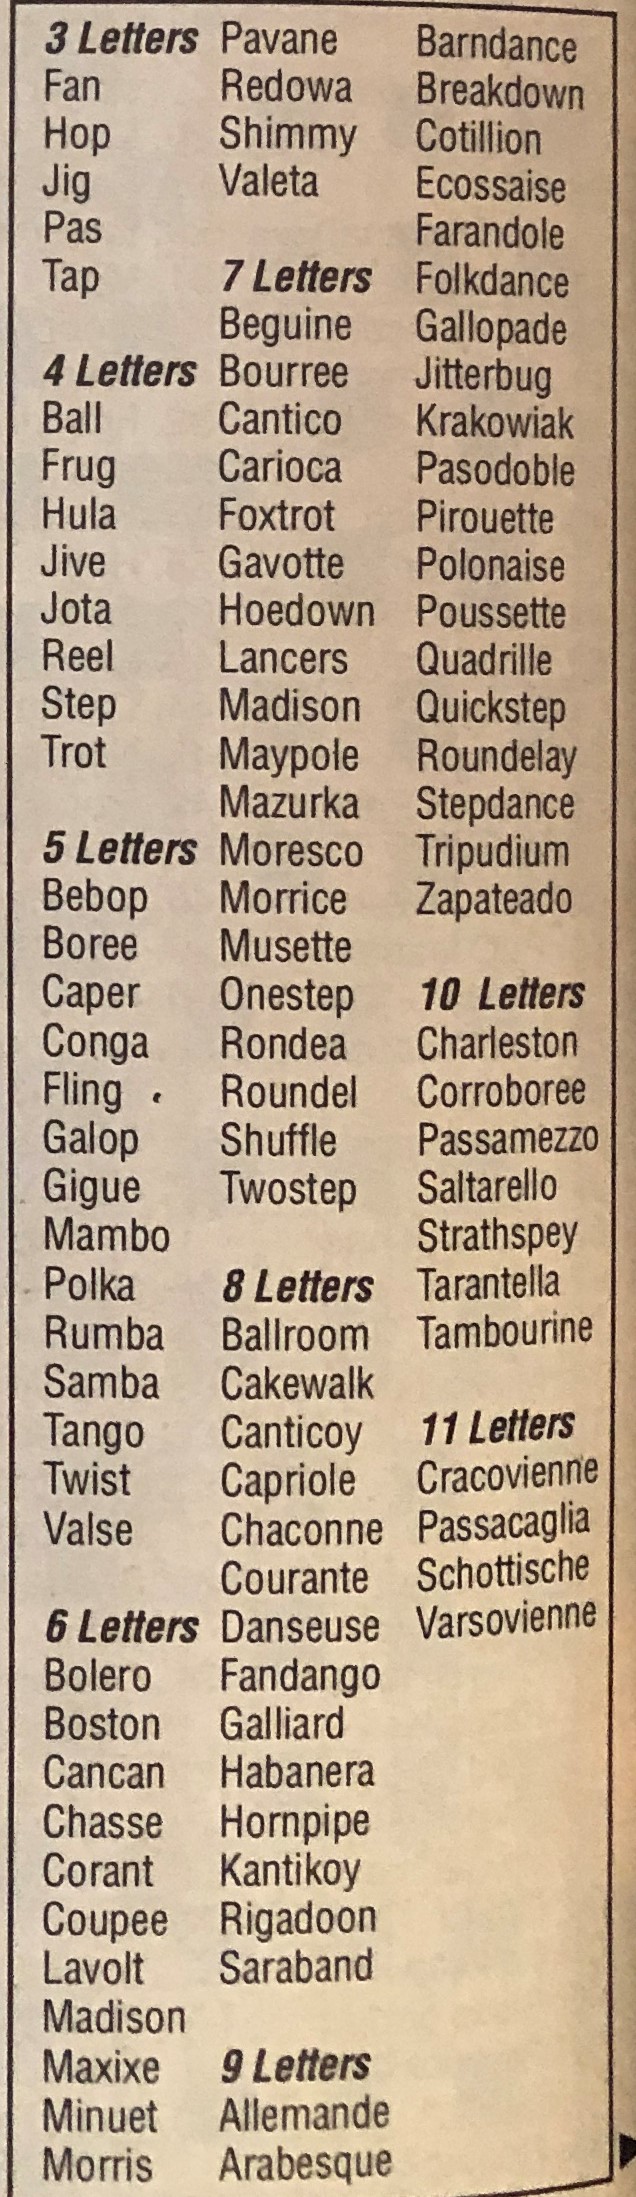 3 Letters
Fan
Hop
Jig
Pas
Tap
4 Letters
Ball
Frug
Hula
Jive
Jota
Reel
Step
Trot
5 Letters
Bebop
Boree
Caper
Conga
Fling
Galop
Gigue
Mambo
Polka
Rumba
Samba
Tango
Twist
Valse
6 Letters
Bolero
Boston
Cancan
Chasse
Corant
Coupee
Lavolt
Madison
Maxixe
Minuet
Morris
Pavane
Redowa
Shimmy
Valeta
7 Letters
Beguine
Bourree
Cantico
Carioca
Foxtrot
Gavotte
Hoedown
Lancers
Madison
Maypole
Mazurka
Moresco
Morrice
Musette
Onestep
Rondea
Roundel
Shuffle
Twostep
8 Letters
Ballroom
Cakewalk
Canticoy
Capriole
Chaconne
Courante
Danseuse
Fandango
Galliard
Habanera
Hornpipe
Kantikoy
Rigadoon
Saraband
9 Letters
Allemande
Arabesque
Barndance
Breakdown
Cotillion
Ecossaise
Farandole
Folkdance
Gallopade
Jitterbug
Krakowiak
Pasodoble
Pirouette
Polonaise
Poussette
Quadrille
Quickstep
Roundelay
Stepdance
Tripudium
Zapateado
10 Letters
Charleston
Corroboree
Passamezzo
Saltarello
Strathspey
Tarantella
Tambourine
11 Letters
Cracovienne
Passacaglia
Schottische
Varsovienne